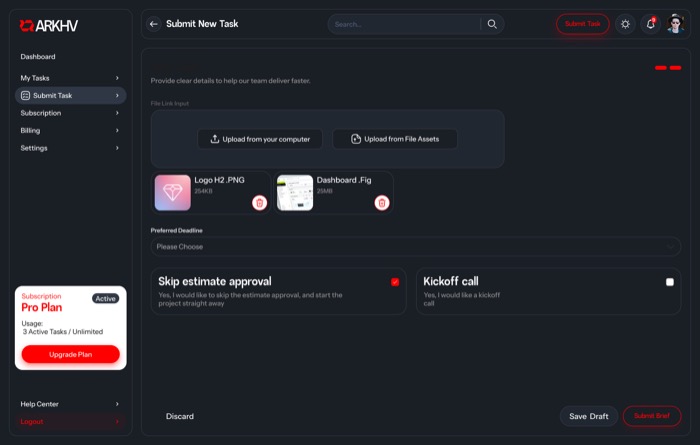 ARKHV
Submit New Task
Search...
Submit Task
Dashboard
My Tasks
Submit Task
Subscription
Billing
Settings
Provide clear details to help our team deliver faster.
File Link Input
Upload from your computer
Upload from File Assets
Logo H2 .PNG
254KB
Dashboard .Fig
25MB
Preferred Deadline
Please Choose
Skip estimate approval
Yes, I would like to skip the estimate approval, and start the
project straight away
Kickoff call
Yes, I would like a kickoff
call
Subscription
Active
Pro Plan
Usage:
3 Active Tasks / Unlimited
Upgrade Plan
Help Center
Logout
Discard
Save Draft
Submit Brief